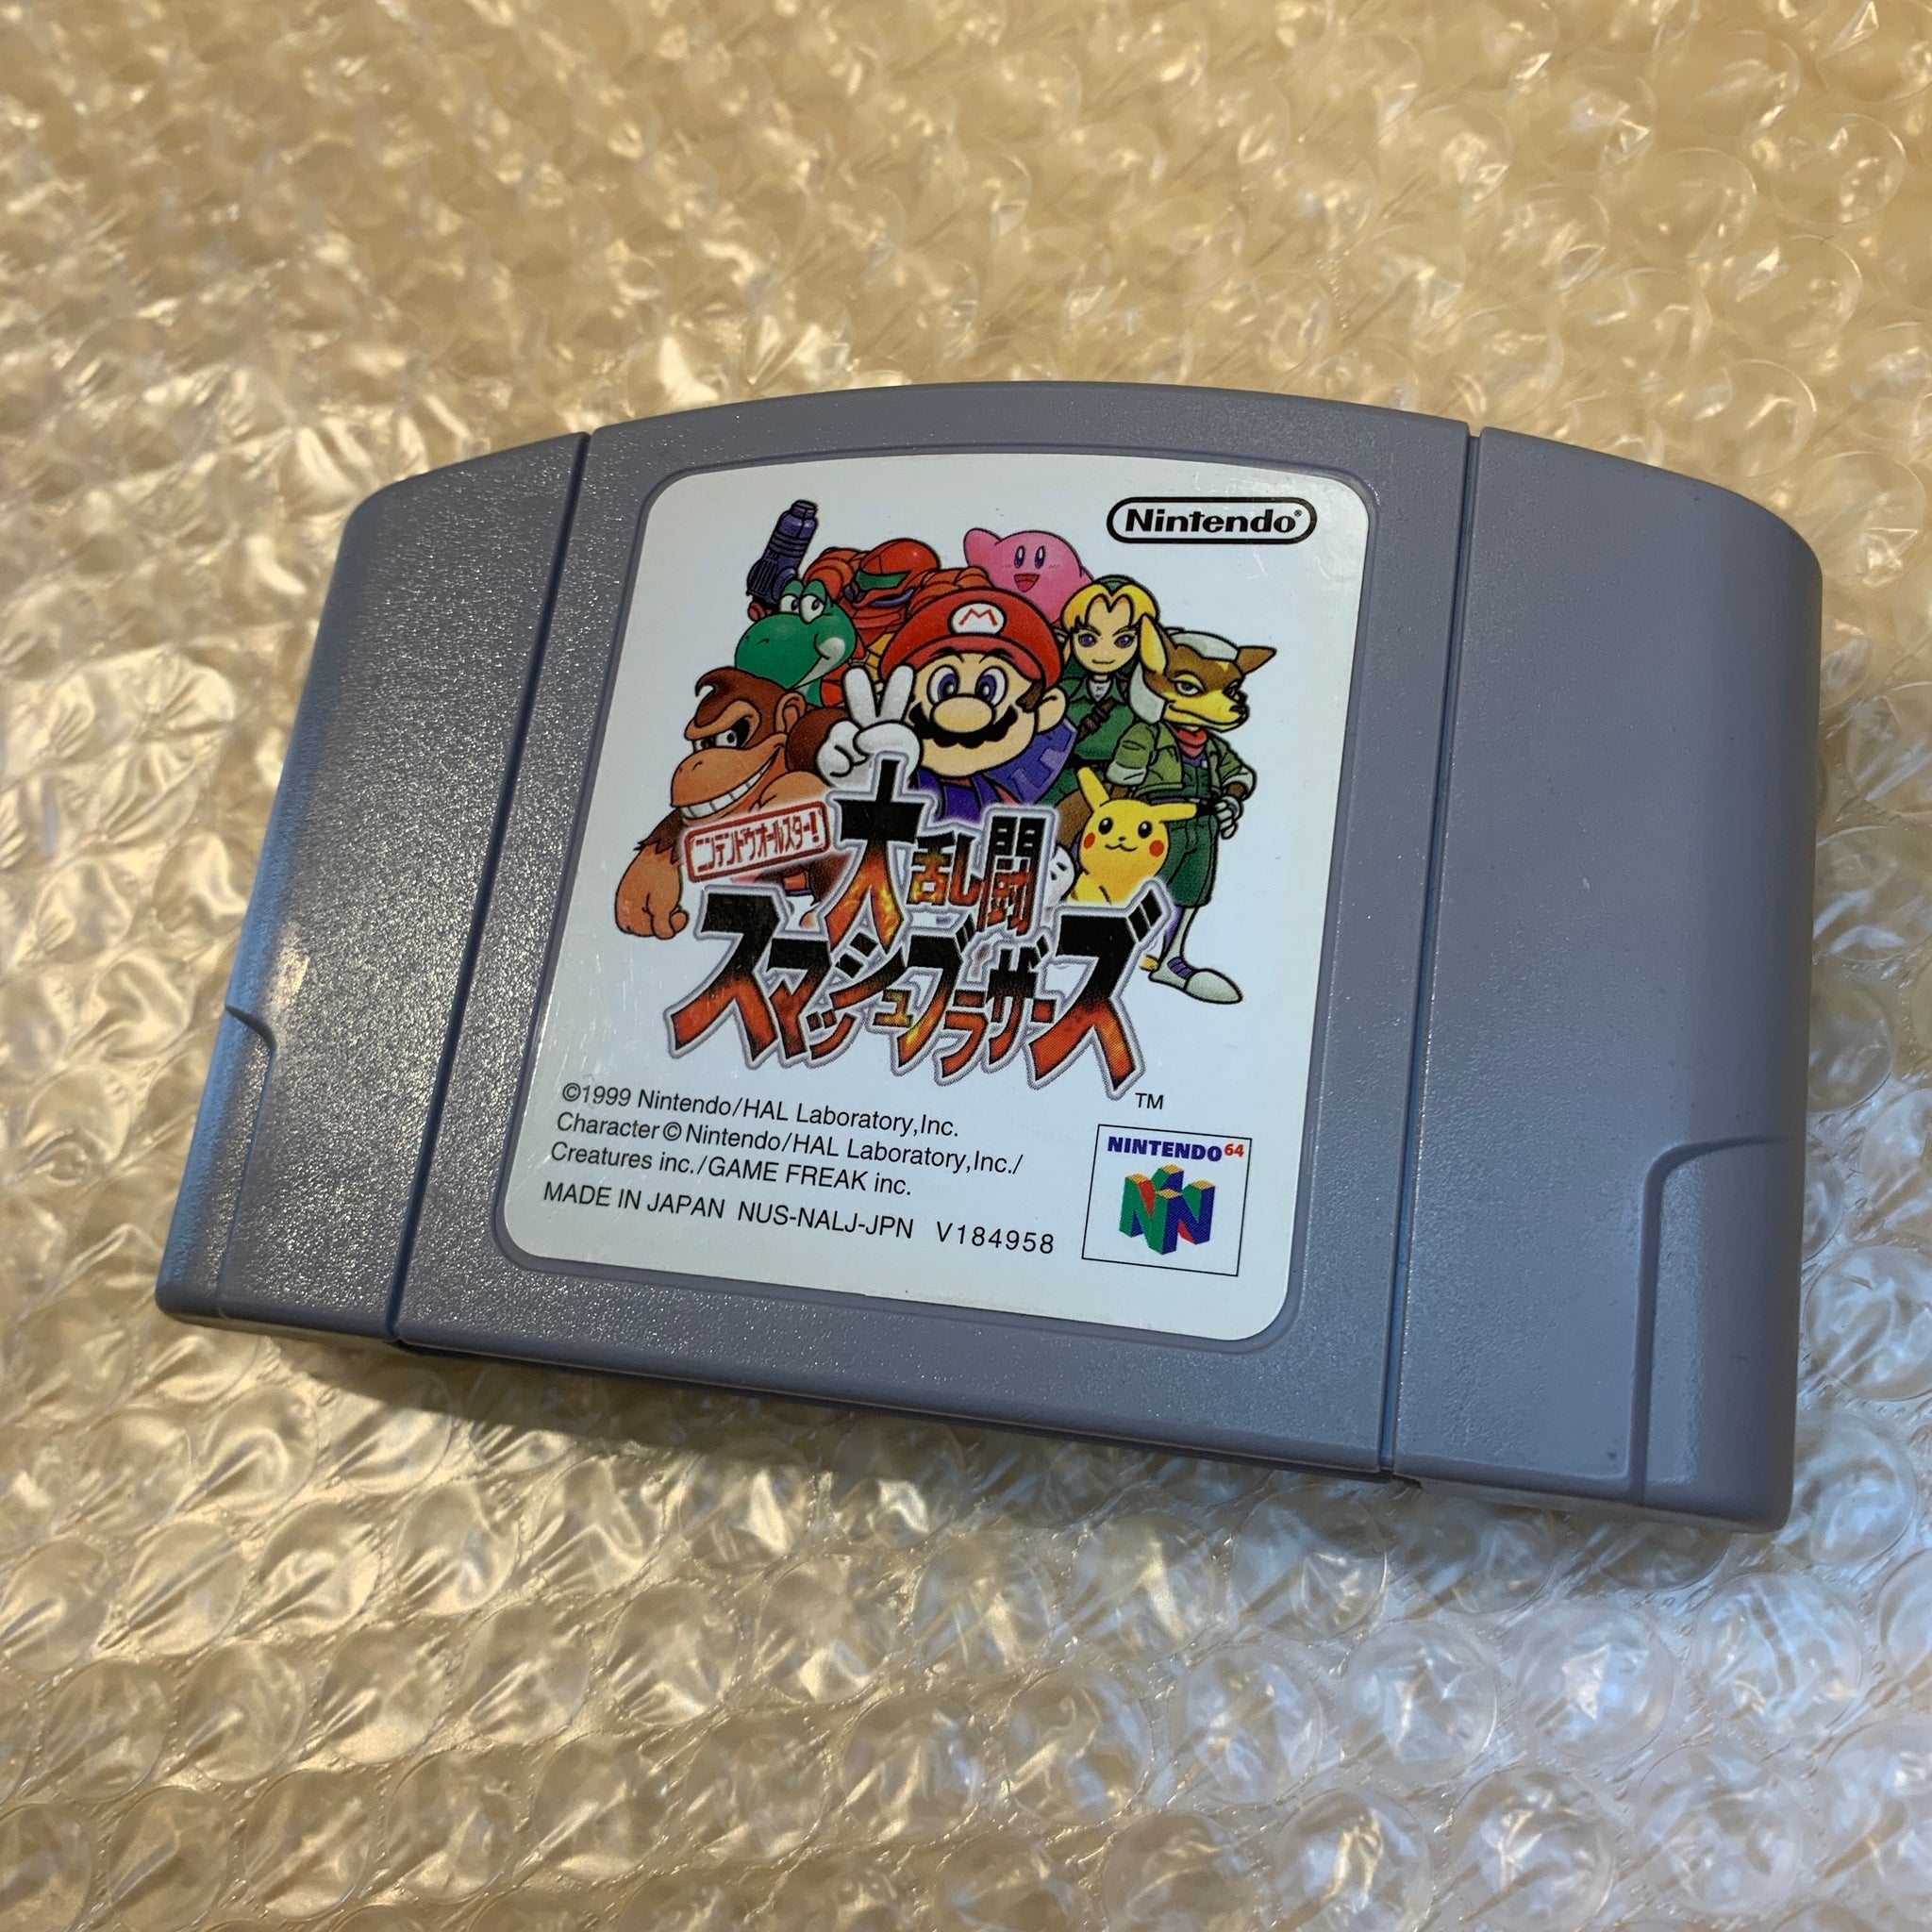 Nintendo®
M
ニンテンドウオールスター!
大乱闘
スマッシュブラザーズ
TM
©1999 Nintendo/HAL Laboratory,Inc.
Character©Nintendo/HAL Laboratory,Inc./
Creatures inc./GAME FREAK inc.
MADE IN JAPAN NUS-NALJ-JPN V184958
NINTENDO64